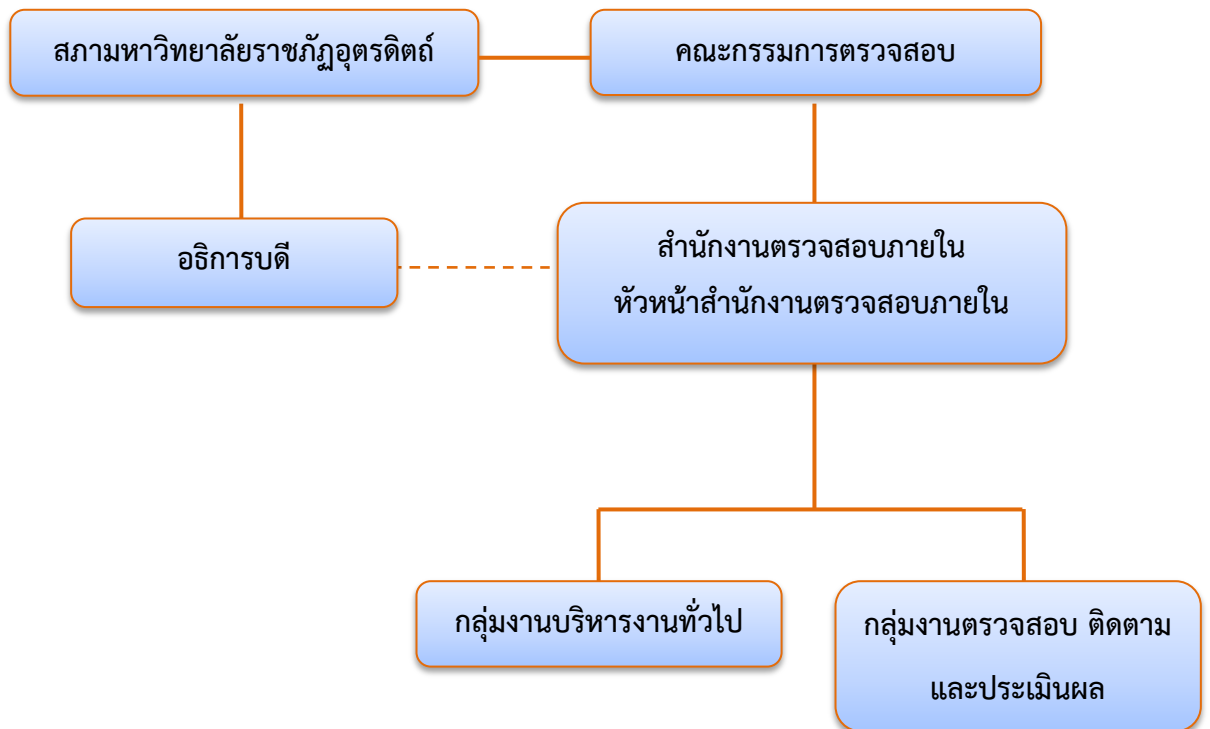 สภามหาวิทยาลัยราชภัฏอุตรดิตถ์
คณะกรรมการตรวจสอบ
อธิการบดี
สำนักงานตรวจสอบภายใน
หัวหน้าสำนักงานตรวจสอบภายใน
กลุ่มงานบริหารงานทั่วไป
กลุ่มงานตรวจสอบ ติดตาม
และประเมินผล